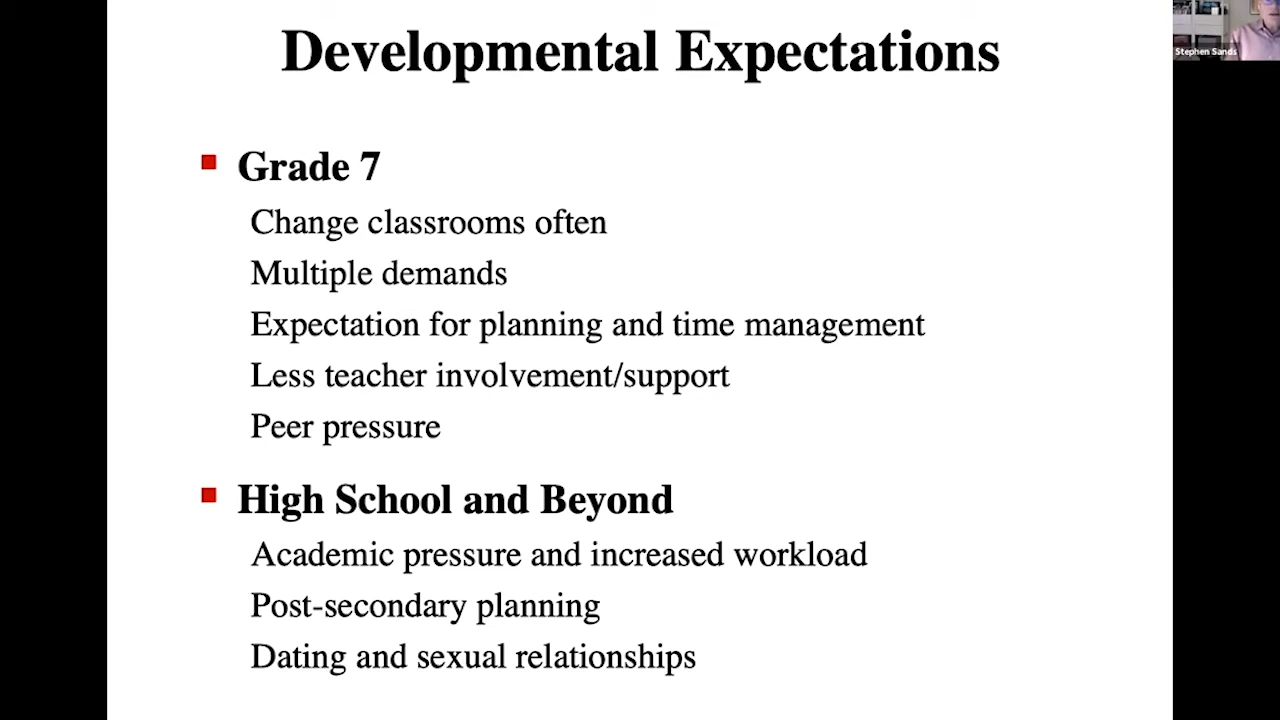 Developmental Expectations
Stephen Sands
Grade 7
Change classrooms often
Multiple demands
Expectation for planning and time management
Less teacher involvement/support
Peer pressure
High School and Beyond
Academic pressure and increased workload
Post-secondary planning
Dating and sexual relationships